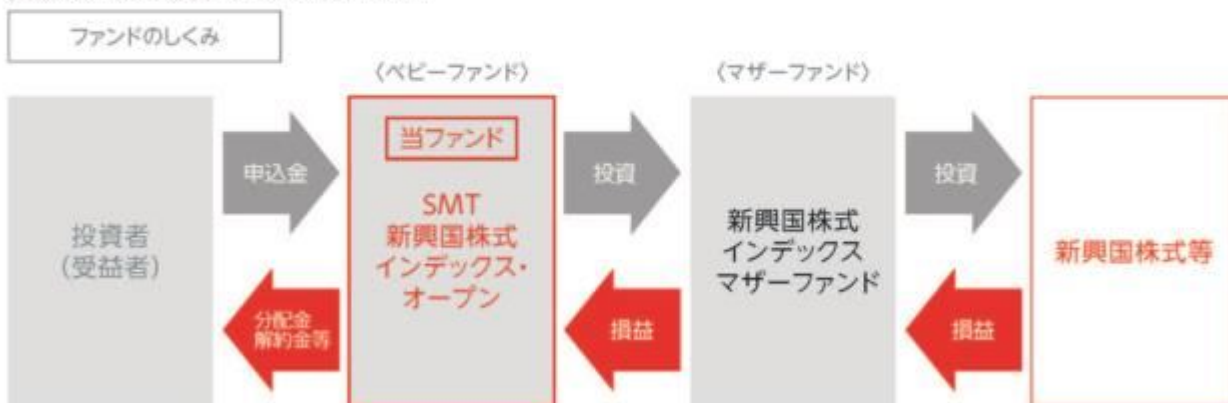 ファンドのしくみ
〈ベビーファンド〉
〈マザーファンド〉
投資者
(受益者)
申込金
分配金
解約金等
当ファンド
SMT
新興国株式
インデックス・
オープン
投資
損益
新興国株式
インデックス
マザーファンド
投資
損益
新興国株式等